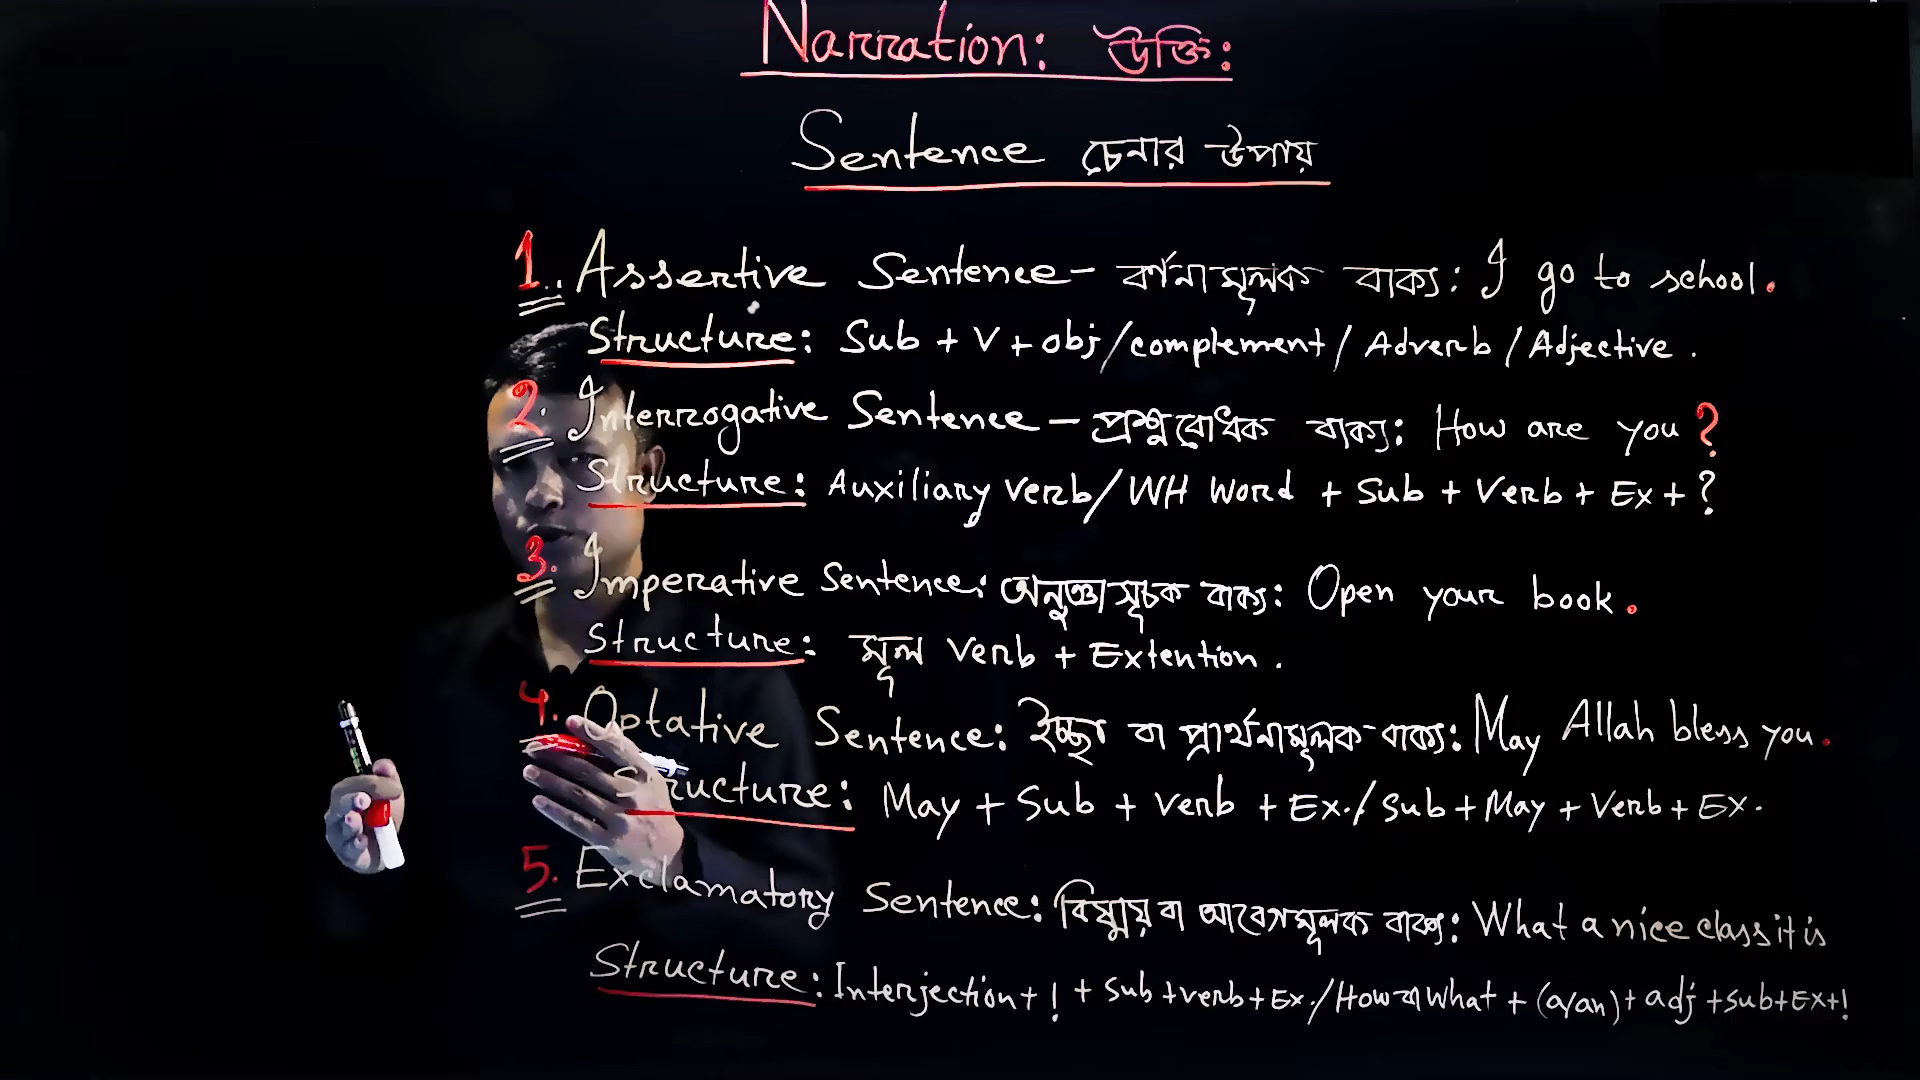 Narration: উক্তি:
Sentence চেনার উপায়
1. Assertive Sentence - বর্ণনামূলক বাক্য: I go to school.
Structure: Sub + V + obj/complement/ Adverb / Adjective .
2. Interrogative Sentence - প্রশ্নবোধক বাক্য: How are you ?
Structure: Auxiliary verb/WH Word + Sub + Verb + Ex + ?
3. Imperative Sentence: অনুজ্ঞাসূচক বাক্য: Open your book.
Structure: মূল Verb + Extention .
4. Optative Sentence: ইচ্ছা বা প্রার্থনামূলক-বাক্য: May Allah bless you.
Structure: May + Sub + verb + Ex./ Sub + May + Verb + Ex.
5. Exclamatory Sentence: বিষ্ময় বা আবেগমূলক বাক্য: What a nice class it is
Structure: Interjection + ! + Sub + verb + Ex./How বা What + (a/an) + adj + sub + Ex + !